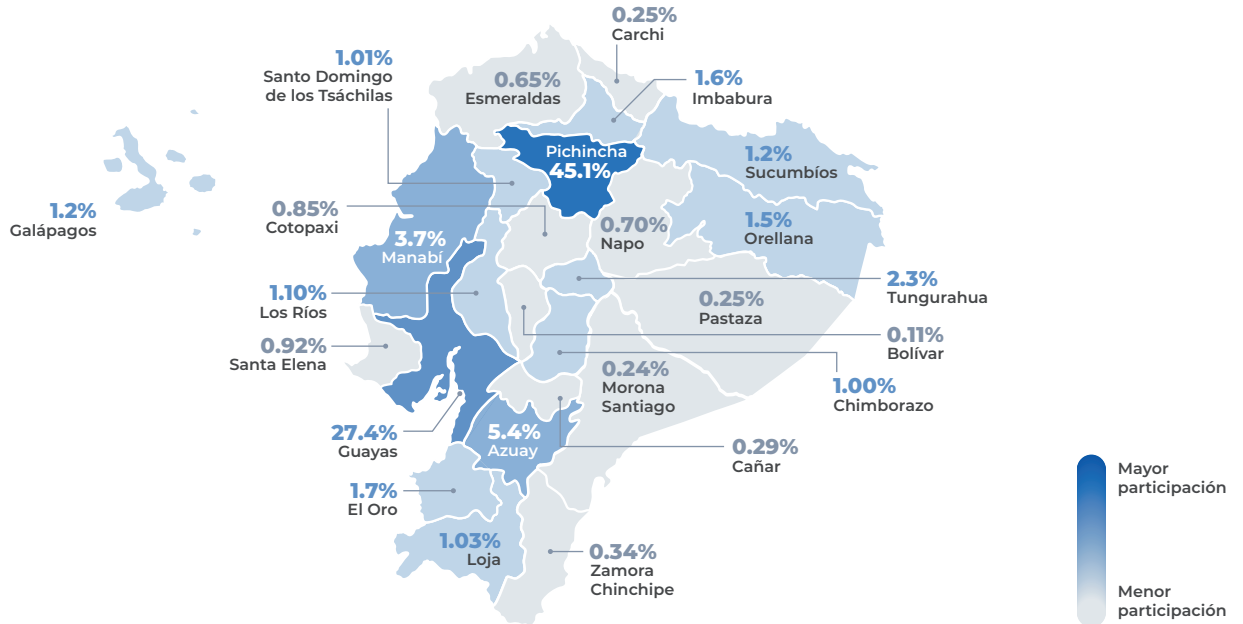 0.25%
Carchi
1.01%
Santo Domingo
de los Tsáchilas
0.65%
Esmeraldas
1.6%
Imbabura
Pichincha
45.1%
1.2%
Sucumbíos
1.2%
Galápagos
0.85%
Cotopaxi
3.7%
Manabí
0.70%
Napo
1.5%
Orellana
2.3%
Tungurahua
1.10%
Los Ríos
0.25%
Pastaza
0.11%
Bolívar
0.92%
Santa Elena
0.24%
Morona
Santiago
1.00%
Chimborazo
27.4%
Guayas
5.4%
Azuay
0.29%
Cañar
1.7%
El Oro
1.03%
Loja
0.34%
Zamora
Chinchipe
Mayor
participación
Menor
participación